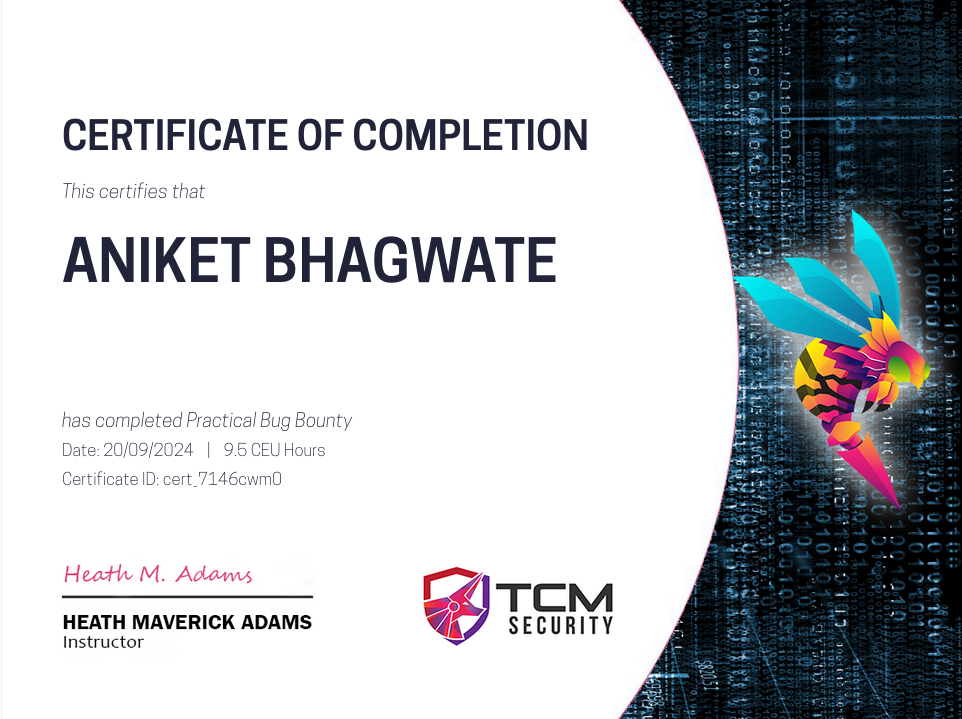 CERTIFICATE OF COMPLETION
This certifies that
ANIKET BHAGWATE
has completed Practical Bug Bounty
Date: 20/09/2024 | 9.5 CEU Hours
Certificate ID: cert_7146cwm0
Heath M. Adams
HEATH MAVERICK ADAMS
Instructor
TCM
SECURITY